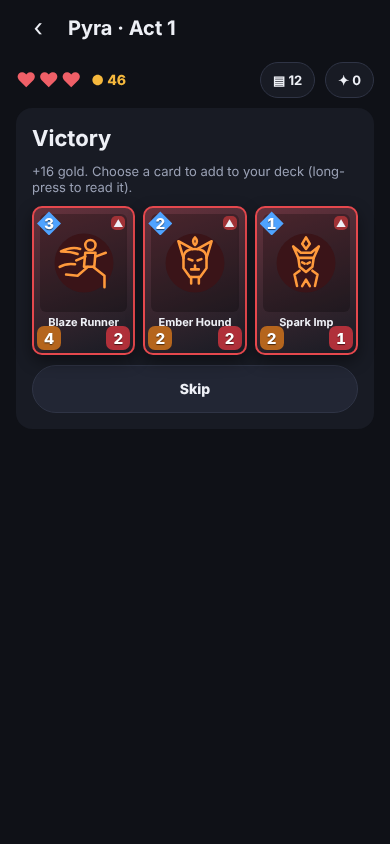 Pyra · Act 1
46
12
0
Victory
+16 gold. Choose a card to add to your deck (long-
press to read it).
3
2
1
Blaze Runner
Ember Hound
Spark Imp
4
2
2
2
2
1
Skip